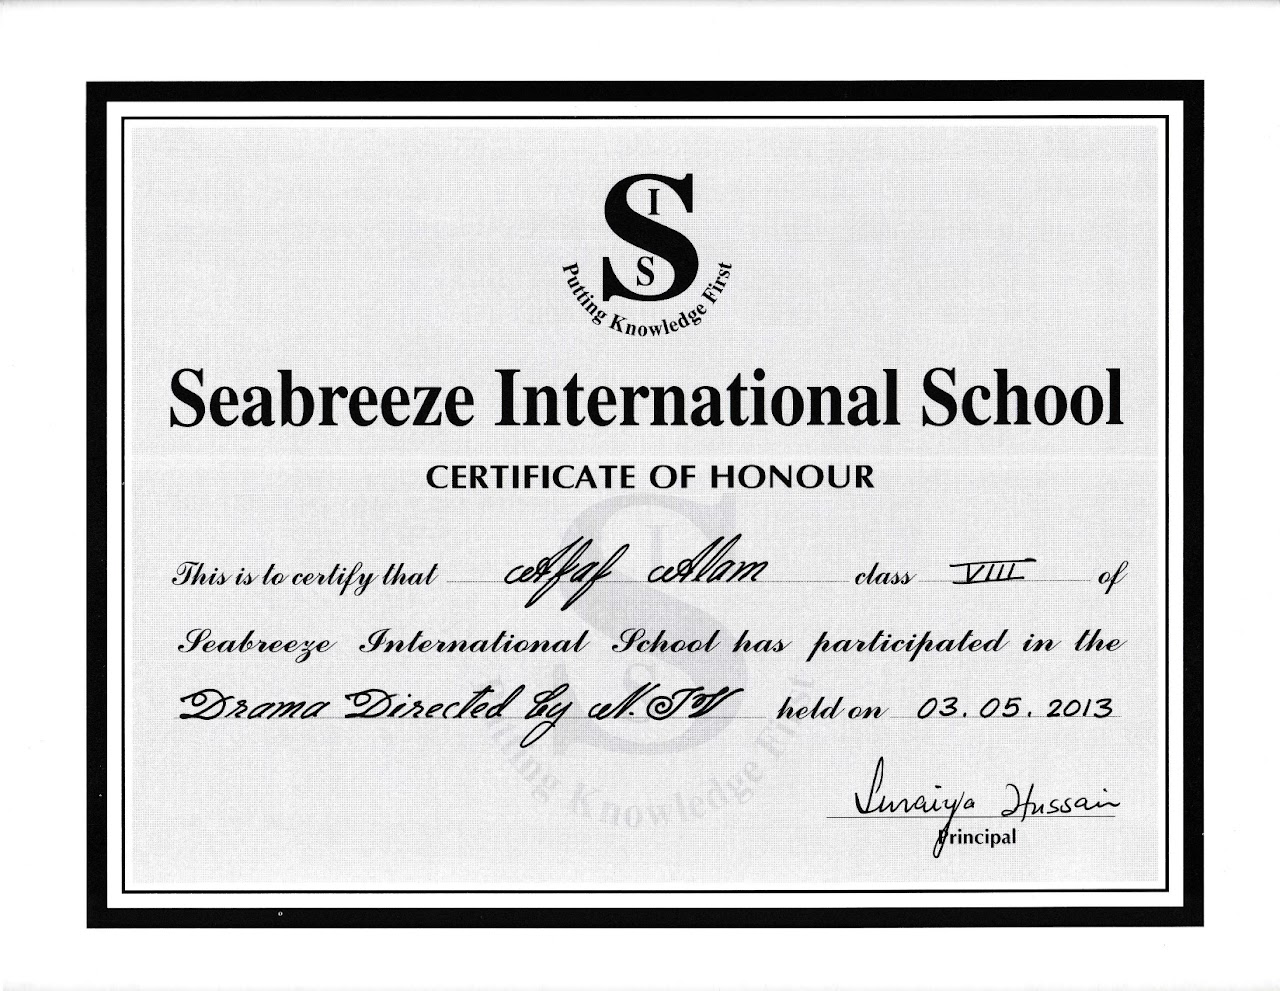 S
I
S
Putting Knowledge First
Seabreeze International School
CERTIFICATE OF HONOUR
This is to certify that Afaf Alam class VIII of
Seabreeze International School has participated in the
Drama Directed by N.TV held on 03.05.2013
Suraiya Hussain
Principal